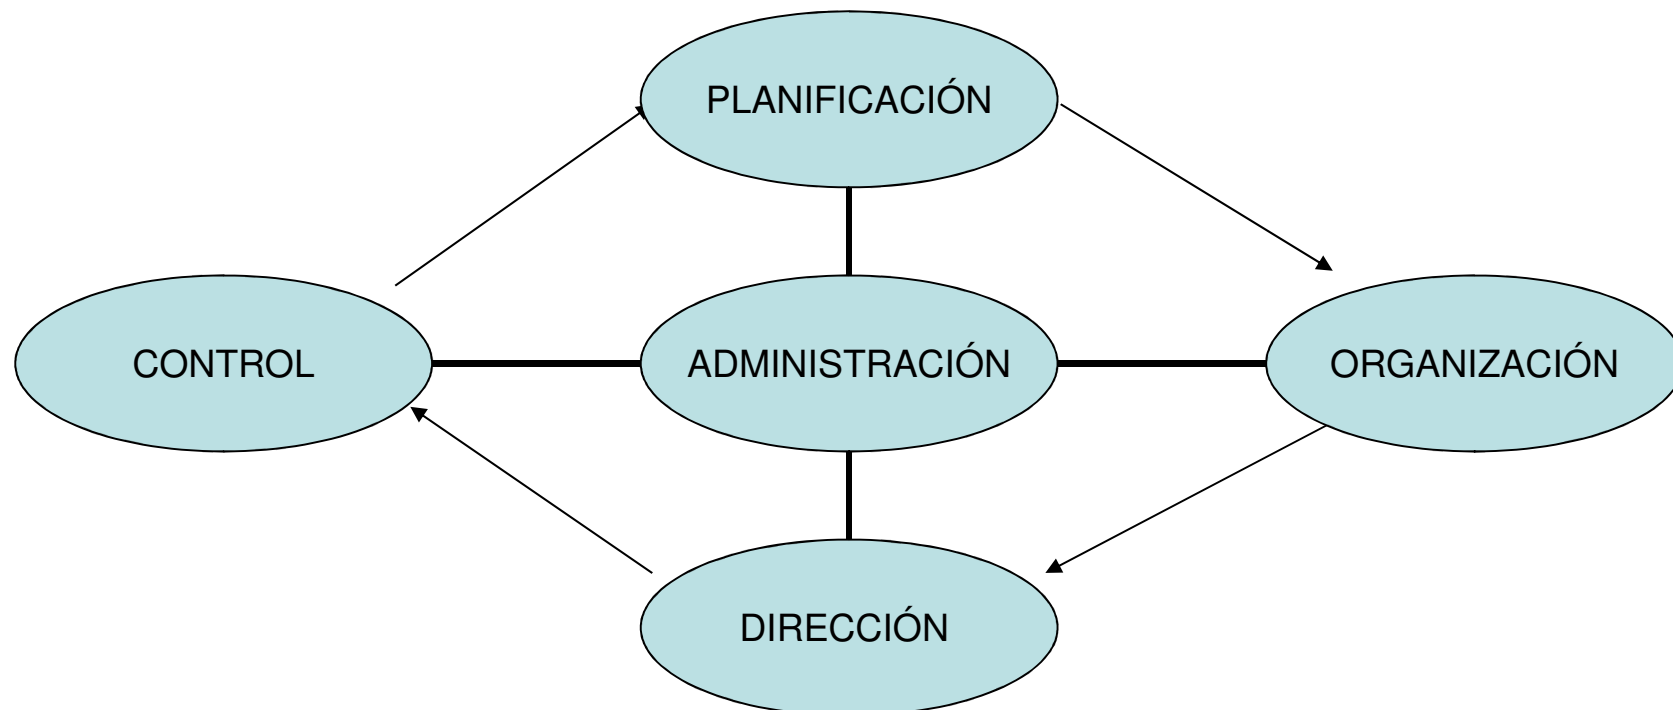 PLANIFICACIÓN
CONTROL
ADMINISTRACIÓN
ORGANIZACIÓN
DIRECCIÓN